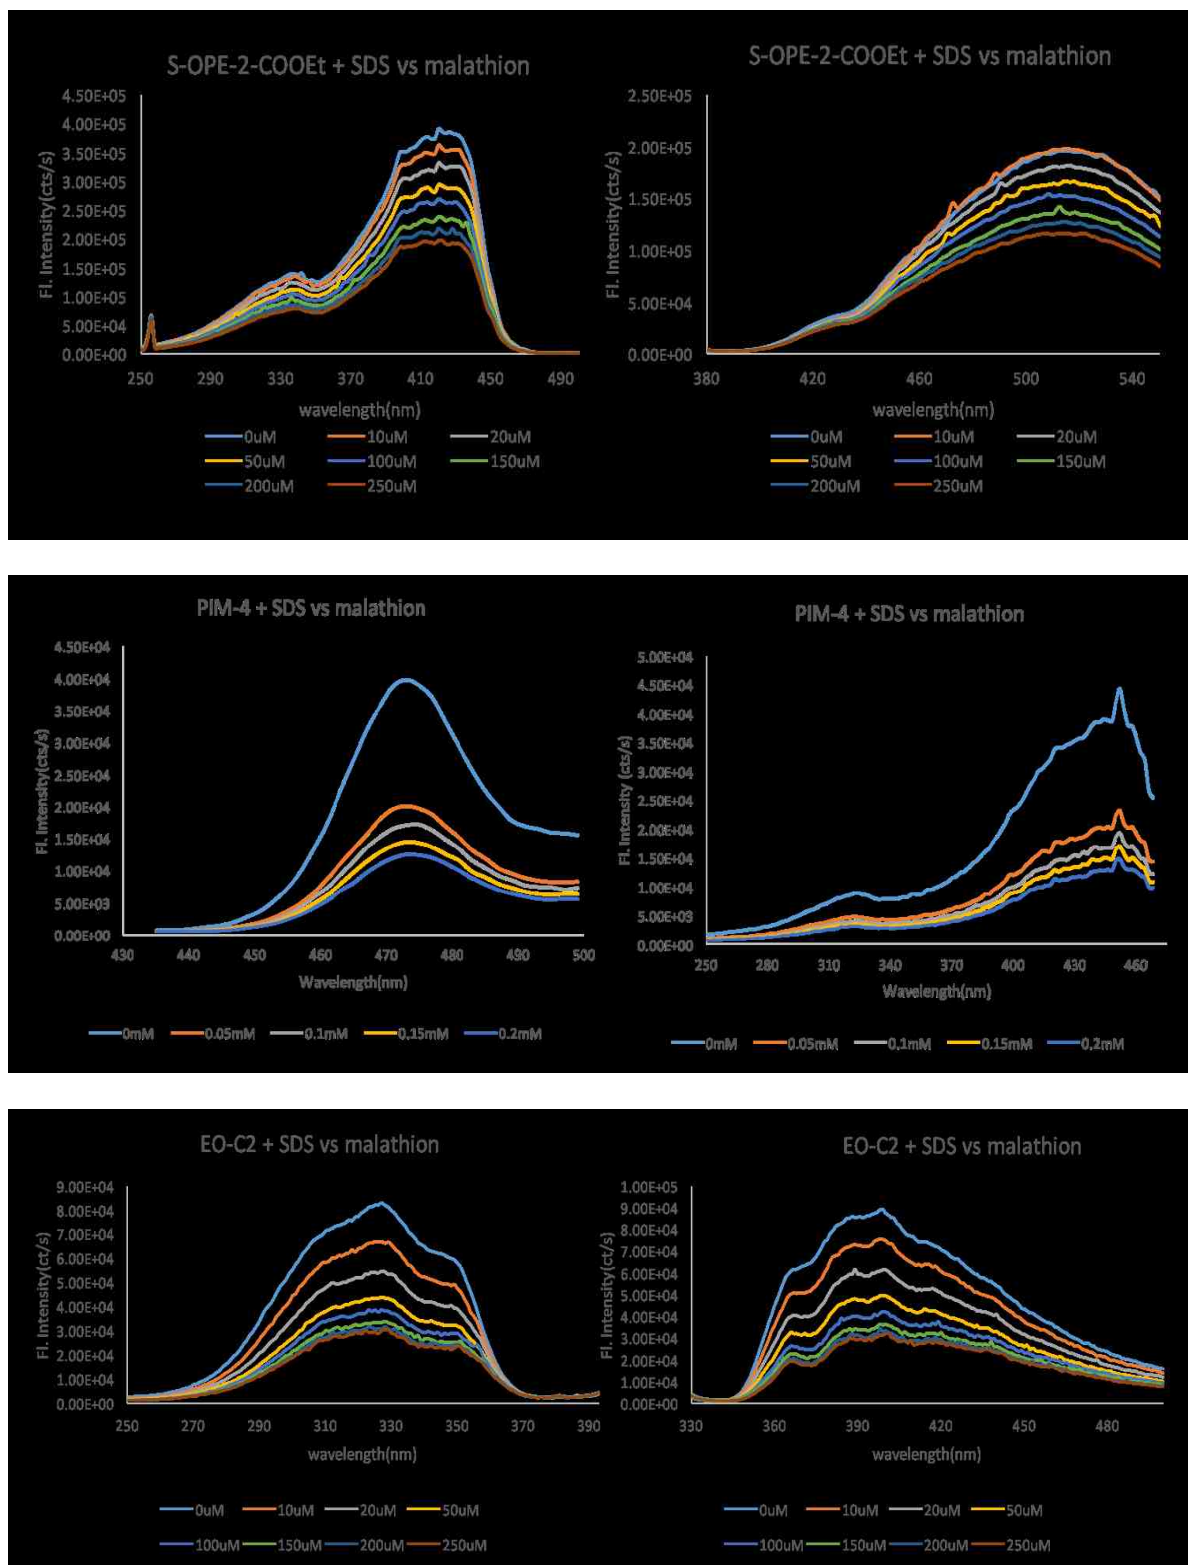 S-OPE-2-COOEt + SDS vs malathion
Fl. Intensity(cts/s)
4.50E+05
4.00E+05
3.50E+05
3.00E+05
2.50E+05
2.00E+05
1.50E+05
1.00E+05
5.00E+04
0.00E+00
250 290 330 370 410 450 490
wavelength(nm)
0uM 10uM 20uM
50uM 100uM 150uM
200uM 250uM
S-OPE-2-COOEt + SDS vs malathion
Fl. Intensity(cts/s)
2.50E+05
2.00E+05
1.50E+05
1.00E+05
5.00E+04
0.00E+00
380 420 460 500 540
wavelength(nm)
0uM 10uM 20uM
50uM 100uM 150uM
200uM 250uM
PIM-4 + SDS vs malathion
Fl. Intensity(cts/s)
4.50E+04
4.00E+04
3.50E+04
3.00E+04
2.50E+04
2.00E+04
1.50E+04
1.00E+04
5.00E+03
0.00E+00
430 440 450 460 470 480 490 500
Wavelength(nm)
0mM 0.05mM 0.1mM 0.15mM 0.2mM
PIM-4 + SDS vs malathion
Fl. Intensity (cts/s)
5.00E+04
4.50E+04
4.00E+04
3.50E+04
3.00E+04
2.50E+04
2.00E+04
1.50E+04
1.00E+04
5.00E+03
0.00E+00
250 280 310 340 370 400 430 460
Wavelength(nm)
0mM 0.05mM 0.1mM 0.15mM 0.2mM
EO-C2 + SDS vs malathion
Fl. Intensity(ct/s)
9.00E+04
8.00E+04
7.00E+04
6.00E+04
5.00E+04
4.00E+04
3.00E+04
2.00E+04
1.00E+04
0.00E+00
250 270 290 310 330 350 370 390
wavelength(nm)
0uM 10uM 20uM 50uM
100uM 150uM 200uM 250uM
EO-C2 + SDS vs malathion
Fl. Intensity(ct/s)
1.00E+05
9.00E+04
8.00E+04
7.00E+04
6.00E+04
5.00E+04
4.00E+04
3.00E+04
2.00E+04
1.00E+04
0.00E+00
330 360 390 420 450 480
wavelength(nm)
0uM 10uM 20uM 50uM
100uM 150uM 200uM 250uM